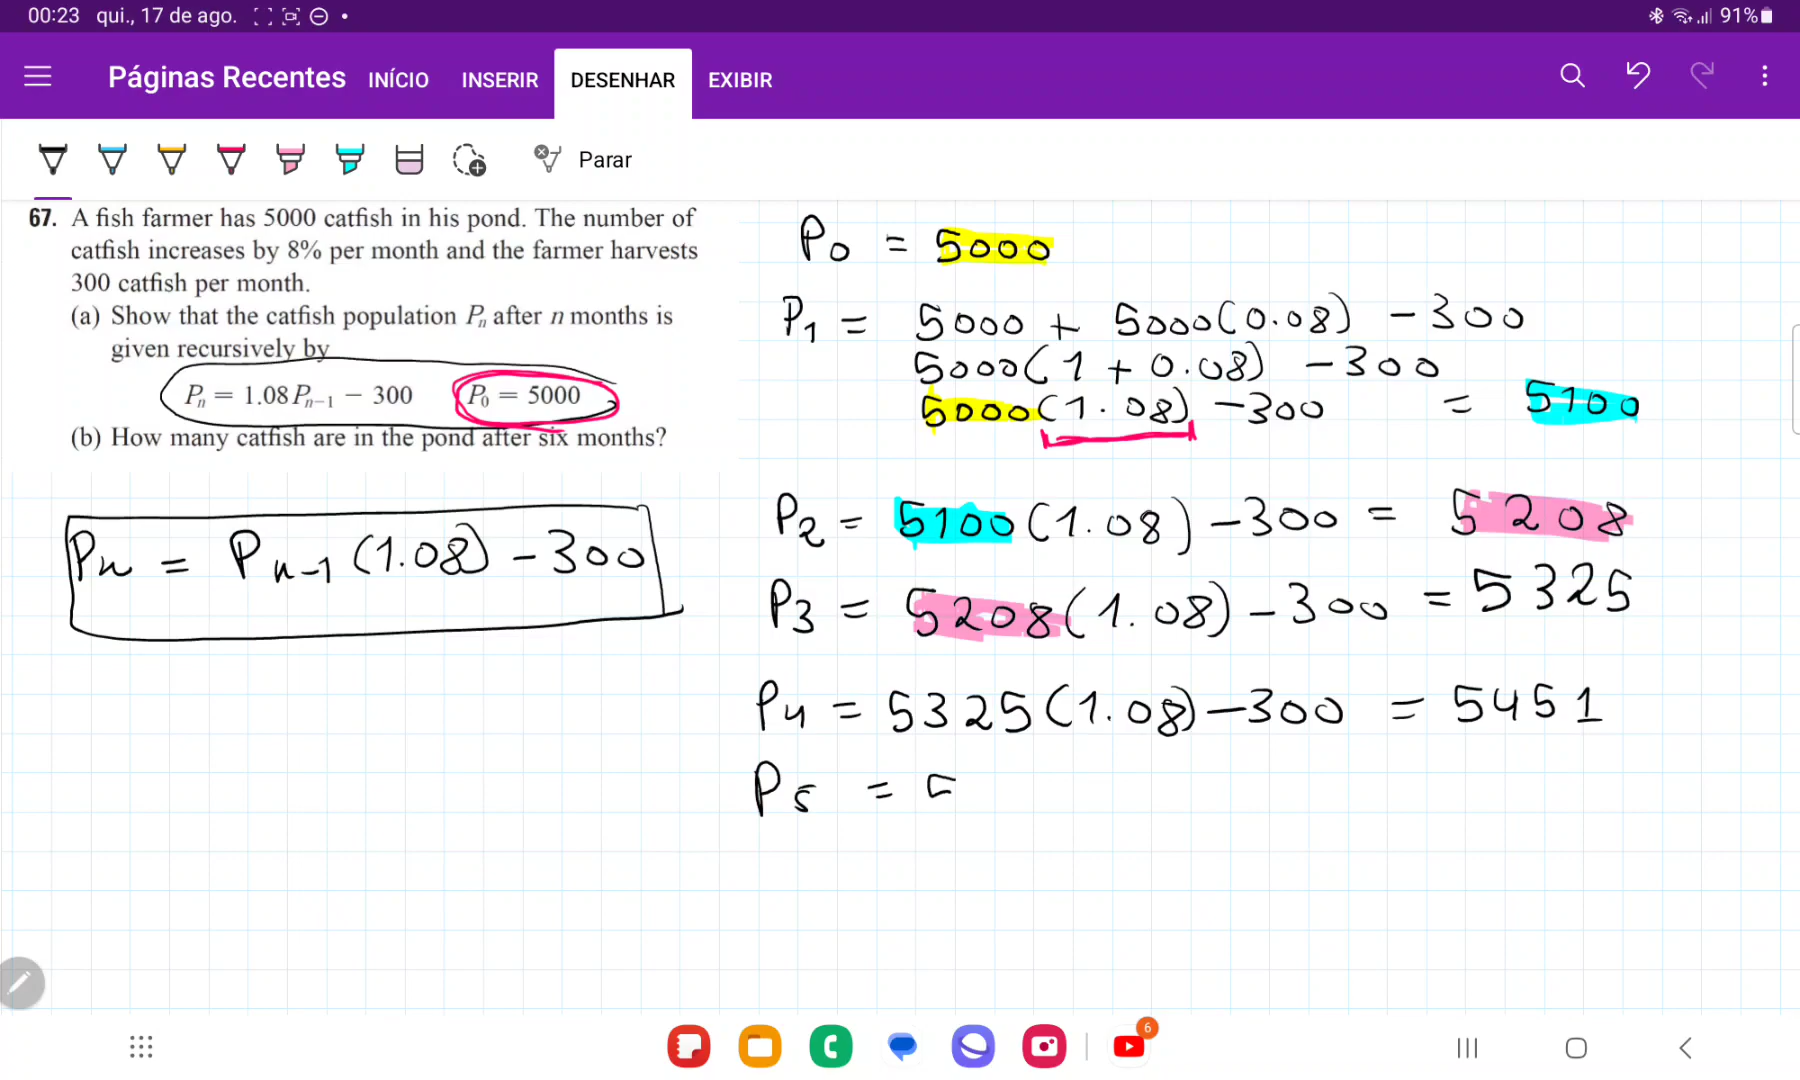 00:23 qui., 17 de ago.
91%
Páginas Recentes INÍCIO INSERIR DESENHAR EXIBIR
Parar
67. A fish farmer has 5000 catfish in his pond. The number of
catfish increases by 8% per month and the farmer harvests
300 catfish per month.
(a) Show that the catfish population Pₙ after n months is
given recursively by
Pₙ = 1.08Pₙ₋₁ − 300 P₀ = 5000
(b) How many catfish are in the pond after six months?
Pₙ = Pₙ₋₁ (1.08) − 300
P₀ = 5000
P₁ = 5000 + 5000(0.08) − 300
5000(1 + 0.08) − 300
5000(1.08) − 300 = 5100
P₂ = 5100(1.08) − 300 = 5208
P₃ = 5208(1.08) − 300 = 5325
P₄ = 5325(1.08) − 300 = 5451
P₅ =
6